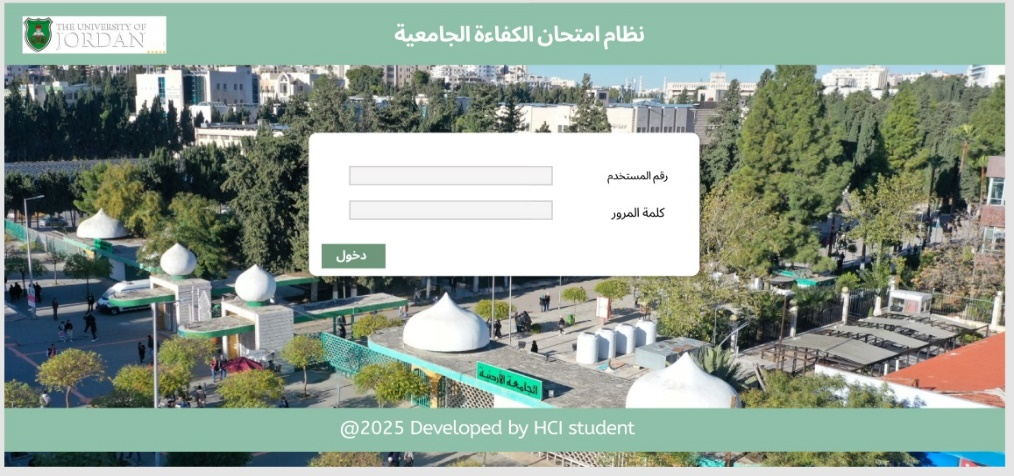 THE UNIVERSITY OF
JORDAN
نظام امتحان الكفاءة الجامعية
رقم المستخدم
كلمة المرور
دخول
الجامعة الأردنية
@2025 Developed by HCI student